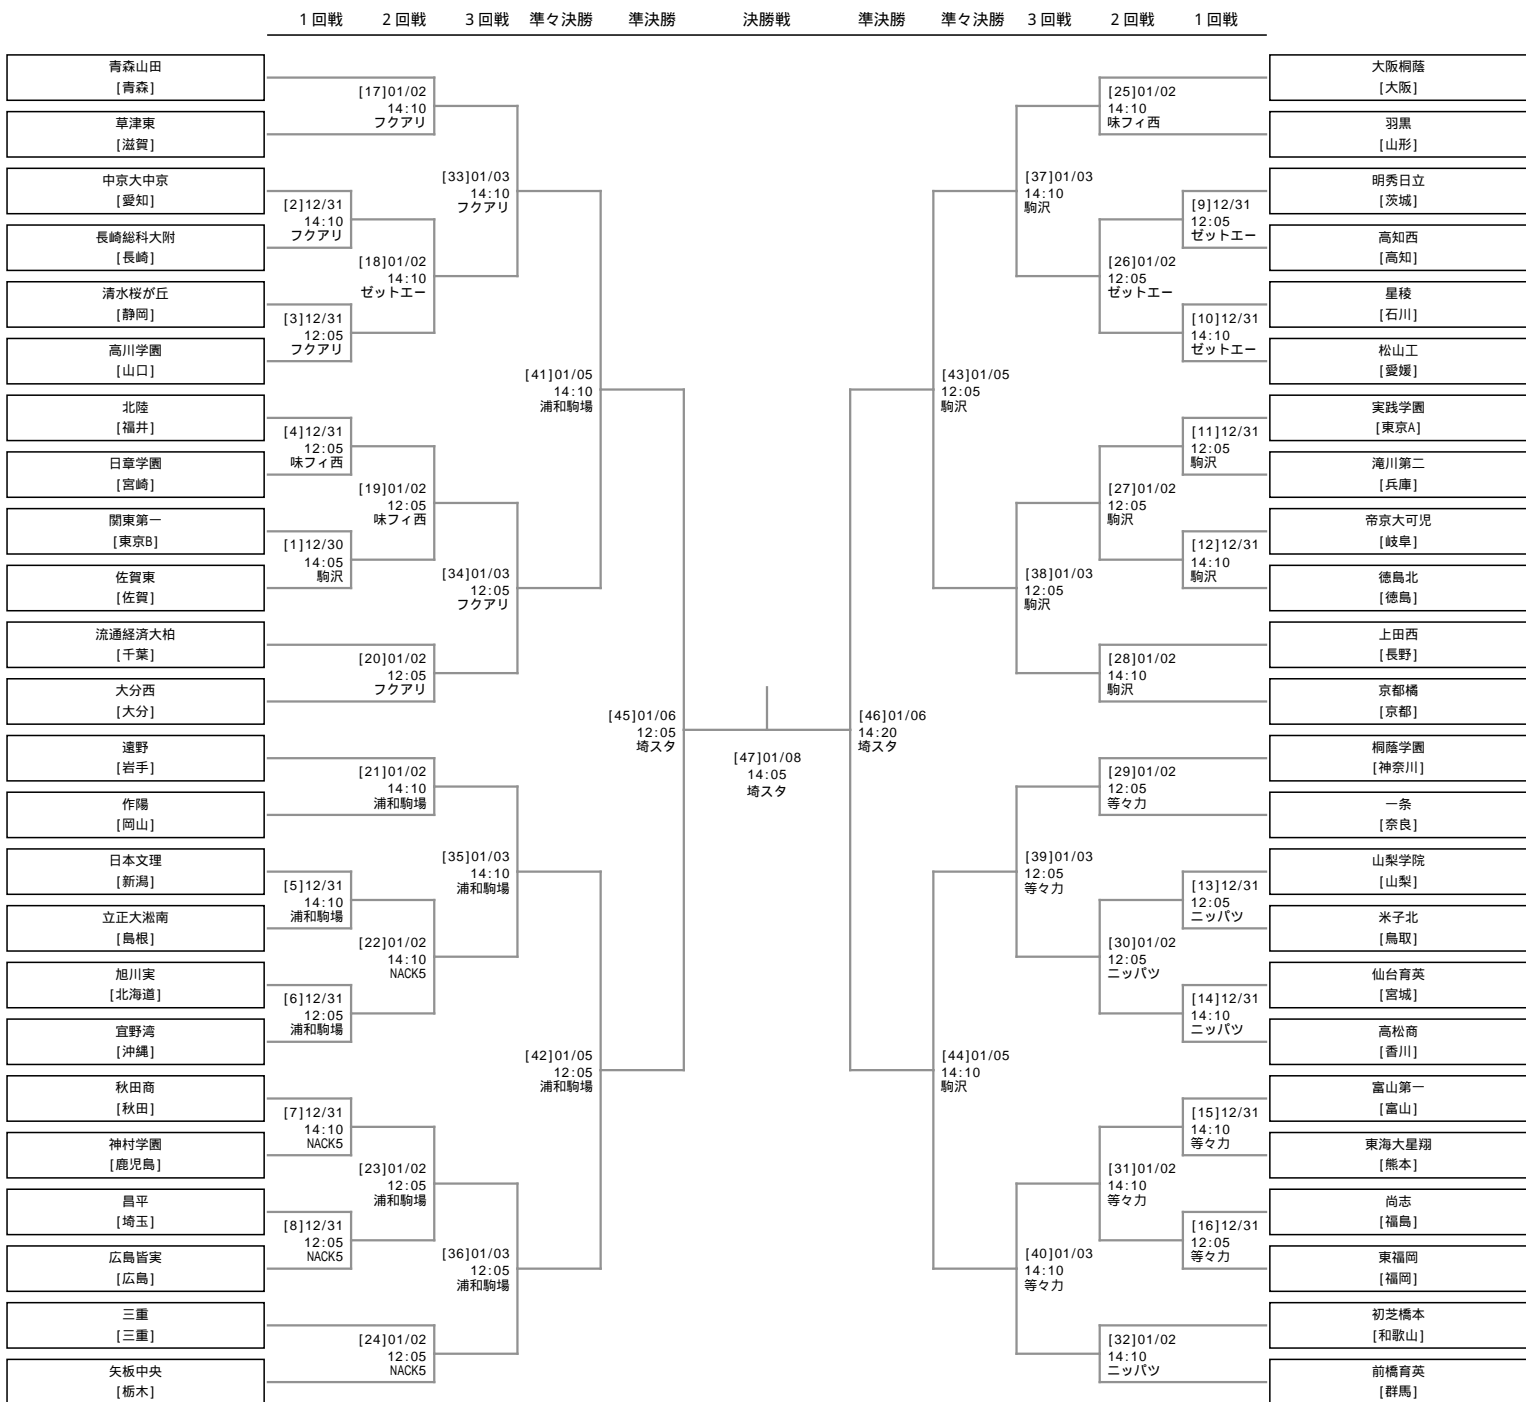 1回戦 2回戦 3回戦 準々決勝 準決勝 決勝戦 準決勝 準々決勝 3回戦 2回戦 1回戦
青森山田
[青森]
草津東
[滋賀]
中京大中京
[愛知]
長崎総科大附
[長崎]
清水桜が丘
[静岡]
高川学園
[山口]
北陸
[福井]
日章学園
[宮崎]
関東第一
[東京B]
佐賀東
[佐賀]
流通経済大柏
[千葉]
大分西
[大分]
遠野
[岩手]
作陽
[岡山]
日本文理
[新潟]
立正大淞南
[島根]
旭川実
[北海道]
宜野湾
[沖縄]
秋田商
[秋田]
神村学園
[鹿児島]
昌平
[埼玉]
広島皆実
[広島]
三重
[三重]
矢板中央
[栃木]
[2]12/31
14:10
フクアリ
[3]12/31
12:05
フクアリ
[4]12/31
12:05
味フィ西
[1]12/30
14:05
駒沢
[5]12/31
14:10
浦和駒場
[6]12/31
12:05
浦和駒場
[7]12/31
14:10
NACK5
[8]12/31
12:05
NACK5
[17]01/02
14:10
フクアリ
[18]01/02
14:10
ゼットエー
[19]01/02
12:05
味フィ西
[20]01/02
12:05
フクアリ
[21]01/02
14:10
浦和駒場
[22]01/02
14:10
NACK5
[23]01/02
12:05
浦和駒場
[24]01/02
12:05
NACK5
[33]01/03
14:10
フクアリ
[34]01/03
12:05
フクアリ
[35]01/03
14:10
浦和駒場
[36]01/03
12:05
浦和駒場
[41]01/05
14:10
浦和駒場
[42]01/05
12:05
浦和駒場
[45]01/06
12:05
埼スタ
[47]01/08
14:05
埼スタ
[46]01/06
14:20
埼スタ
[43]01/05
12:05
駒沢
[44]01/05
14:10
駒沢
[37]01/03
14:10
駒沢
[38]01/03
12:05
駒沢
[39]01/03
12:05
等々力
[40]01/03
14:10
等々力
[25]01/02
14:10
味フィ西
[26]01/02
12:05
ゼットエー
[27]01/02
12:05
駒沢
[28]01/02
14:10
駒沢
[29]01/02
12:05
等々力
[30]01/02
12:05
ニッパツ
[31]01/02
14:10
等々力
[32]01/02
14:10
ニッパツ
[9]12/31
12:05
ゼットエー
[10]12/31
14:10
ゼットエー
[11]12/31
12:05
駒沢
[12]12/31
14:10
駒沢
[13]12/31
12:05
ニッパツ
[14]12/31
14:10
ニッパツ
[15]12/31
14:10
等々力
[16]12/31
12:05
等々力
大阪桐蔭
[大阪]
羽黒
[山形]
明秀日立
[茨城]
高知西
[高知]
星稜
[石川]
松山工
[愛媛]
実践学園
[東京A]
滝川第二
[兵庫]
帝京大可児
[岐阜]
徳島北
[徳島]
上田西
[長野]
京都橘
[京都]
桐蔭学園
[神奈川]
一条
[奈良]
山梨学院
[山梨]
米子北
[鳥取]
仙台育英
[宮城]
高松商
[香川]
富山第一
[富山]
東海大星翔
[熊本]
尚志
[福島]
東福岡
[福岡]
初芝橋本
[和歌山]
前橋育英
[群馬]